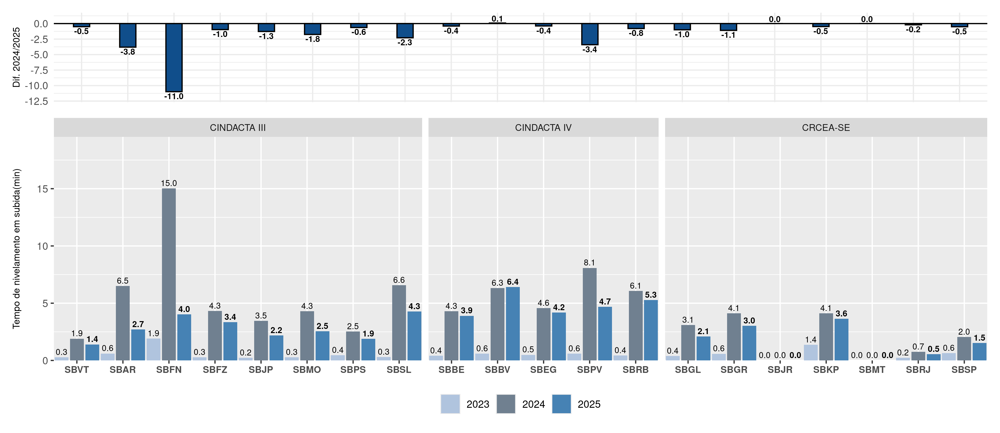 Dif. 2024/2025
0.0
-2.5
-5.0
-7.5
-10.0
-12.5
-0.5 -3.8 -11.0 -1.0 -1.3 -1.8 -0.6 -2.3 -0.4 0.1 -0.4 -3.4 -0.8 -1.0 -1.1 0.0 -0.5 0.0 -0.2 -0.5
CINDACTA III CINDACTA IV CRCEA-SE
Tempo de nivelamento em subida(min)
15
10
5
0
0.3 1.9 1.4 0.6 6.5 2.7 1.9 15.0 4.0 0.3 4.3 3.4 0.2 3.5 2.2 0.3 4.3 2.5 0.4 2.5 1.9 0.3 6.6 4.3
0.4 4.3 3.9 0.6 6.3 6.4 0.5 4.6 4.2 0.6 8.1 4.7 0.4 6.1 5.3
0.4 3.1 2.1 0.6 4.1 3.0 0.0 0.0 0.0 1.4 4.1 3.6 0.0 0.0 0.0 0.2 0.7 0.5 0.6 2.0 1.5
SBVT SBAR SBFN SBFZ SBJP SBMO SBPS SBSL SBBE SBBV SBEG SBPV SBRB SBGL SBGR SBJR SBKP SBMT SBRJ SBSP
2023 2024 2025